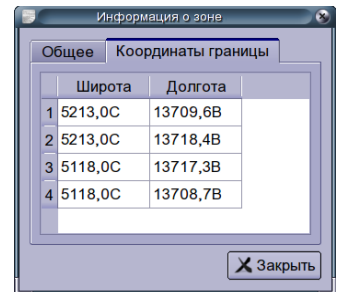 Информация о зоне
Общее Координаты границы
Широта Долгота
1 5213,0С 13709,6В
2 5213,0С 13718,4В
3 5118,0С 13717,3В
4 5118,0С 13708,7В
Закрыть